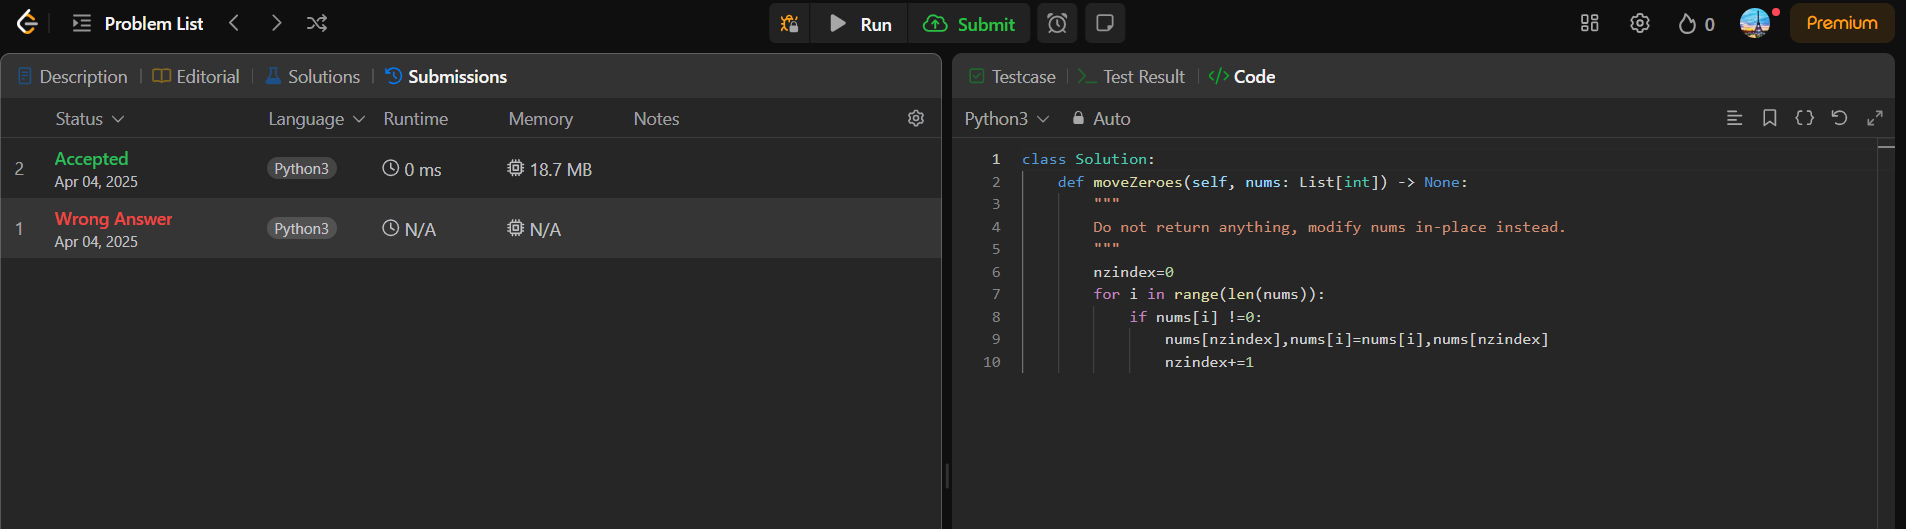 Problem List
Run
Submit
0
Premium
Description
Editorial
Solutions
Submissions
Status Language Runtime Memory Notes
2 Accepted Python3 0 ms 18.7 MB
Apr 04, 2025
1 Wrong Answer Python3 N/A N/A
Apr 04, 2025
Testcase
Test Result
</> Code
Python3 Auto
1 class Solution:
2     def moveZeroes(self, nums: List[int]) -> None:
3         """
4         Do not return anything, modify nums in-place instead.
5         """
6         nzindex=0
7         for i in range(len(nums)):
8             if nums[i] !=0:
9                 nums[nzindex],nums[i]=nums[i],nums[nzindex]
10                 nzindex+=1